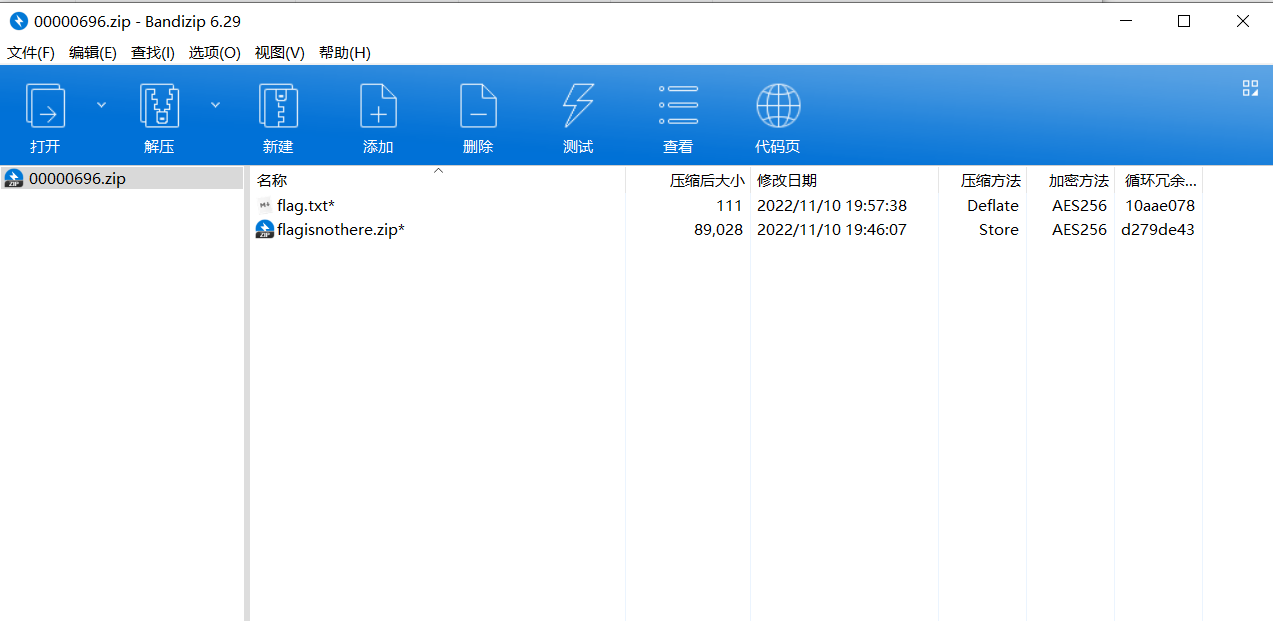 00000696.zip - Bandizip 6.29
文件(F) 编辑(E) 查找(I) 选项(O) 视图(V) 帮助(H)
打开 解压 新建 添加 删除 测试 查看 代码页
00000696.zip
名称 压缩后大小 修改日期 压缩方法 加密方法 循环冗余...
flag.txt* 111 2022/11/10 19:57:38 Deflate AES256 10aae078
flagisnothere.zip* 89,028 2022/11/10 19:46:07 Store AES256 d279de43